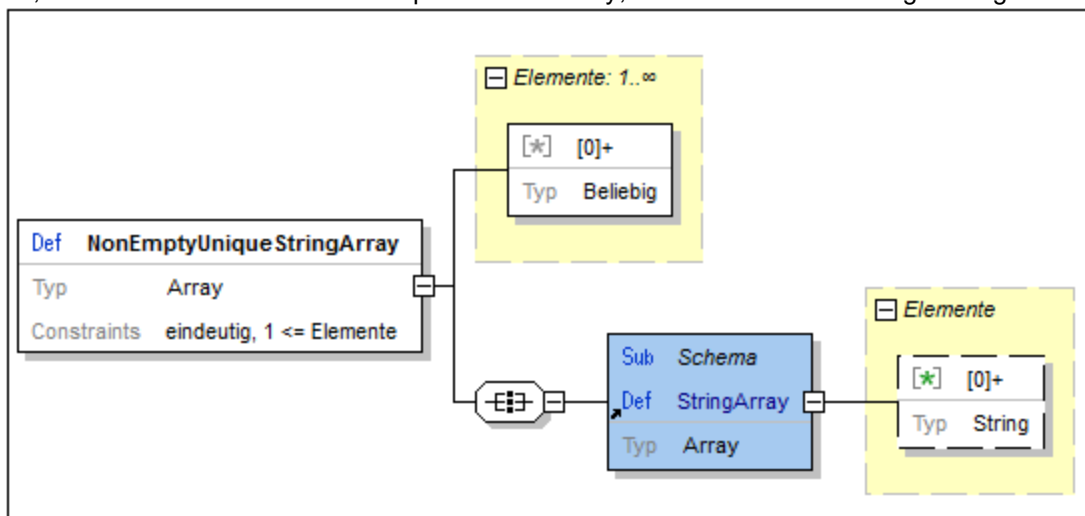 Elemente: 1..∞
[*] [0]+
Typ Beliebig
Def NonEmptyUniqueStringArray
Typ Array
Constraints eindeutig, 1 <= Elemente
Elemente
Sub Schema
[*] [0]+
Def StringArray
Typ String
Typ Array